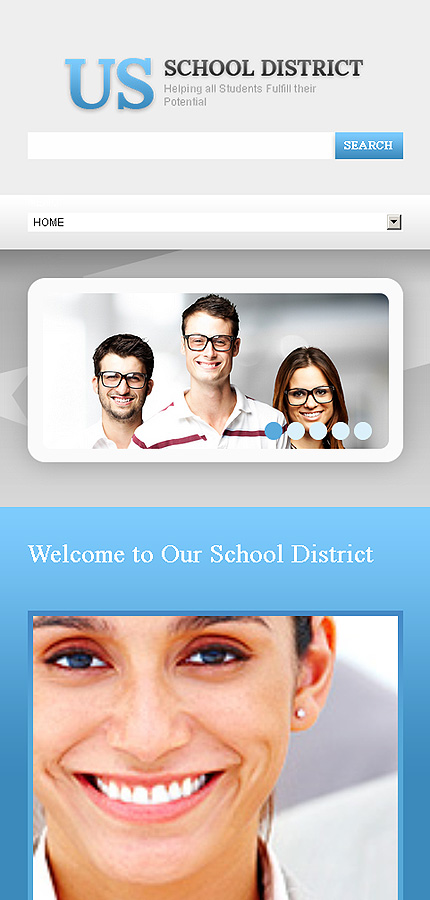 US SCHOOL DISTRICT
Helping all Students Fulfill their
Potential
SEARCH
HOME
Welcome to Our School District